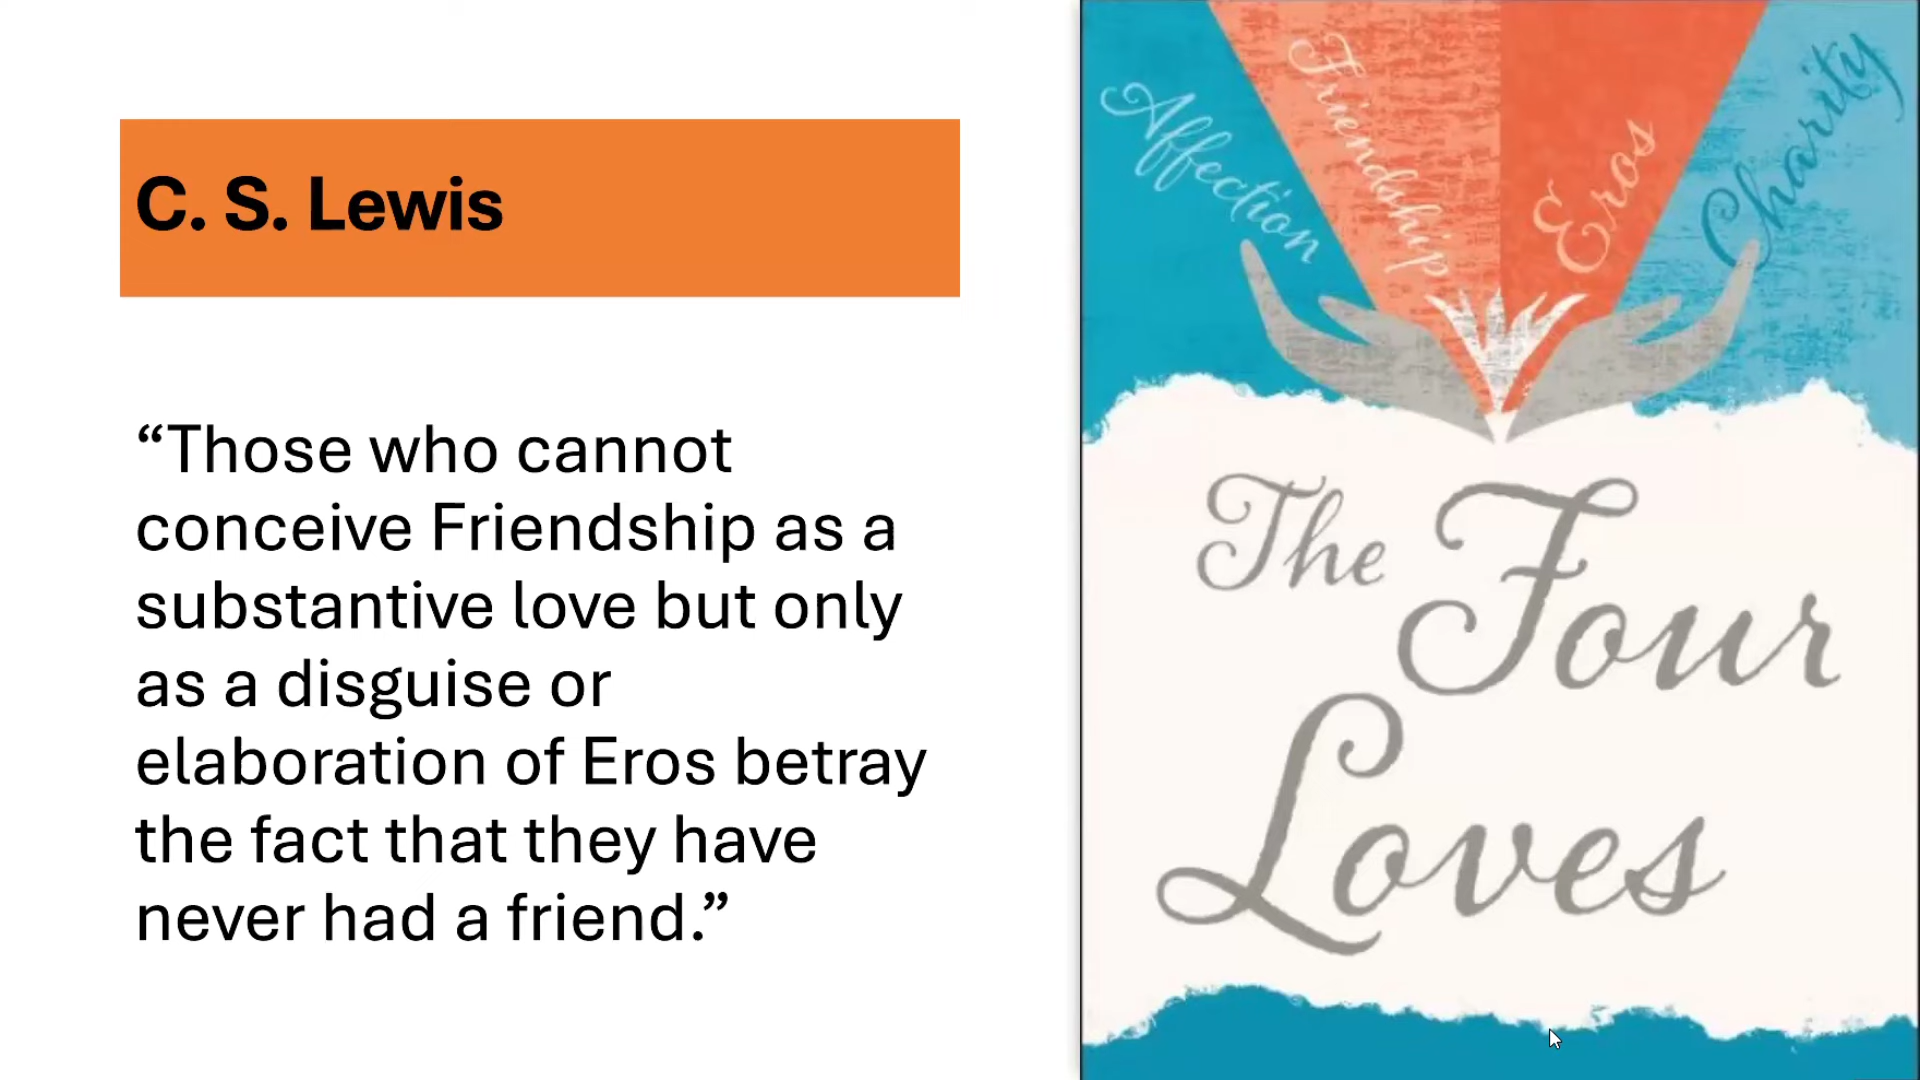 C. S. Lewis
“Those who cannot
conceive Friendship as a
substantive love but only
as a disguise or
elaboration of Eros betray
the fact that they have
never had a friend.”
Affection
Friendship
Eros
Charity
The Four
Loves